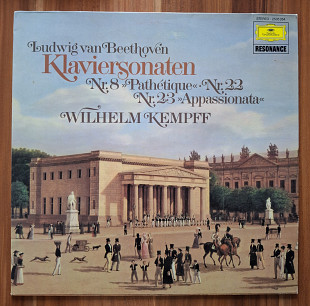 Deutsche
Grammophon
RESONANCE
Ludwig van Beethoven
Klaviersonaten
Nr.8 »Pathétique« Nr.22
Nr.23 »Appassionata«
WILHELM KEMPFF